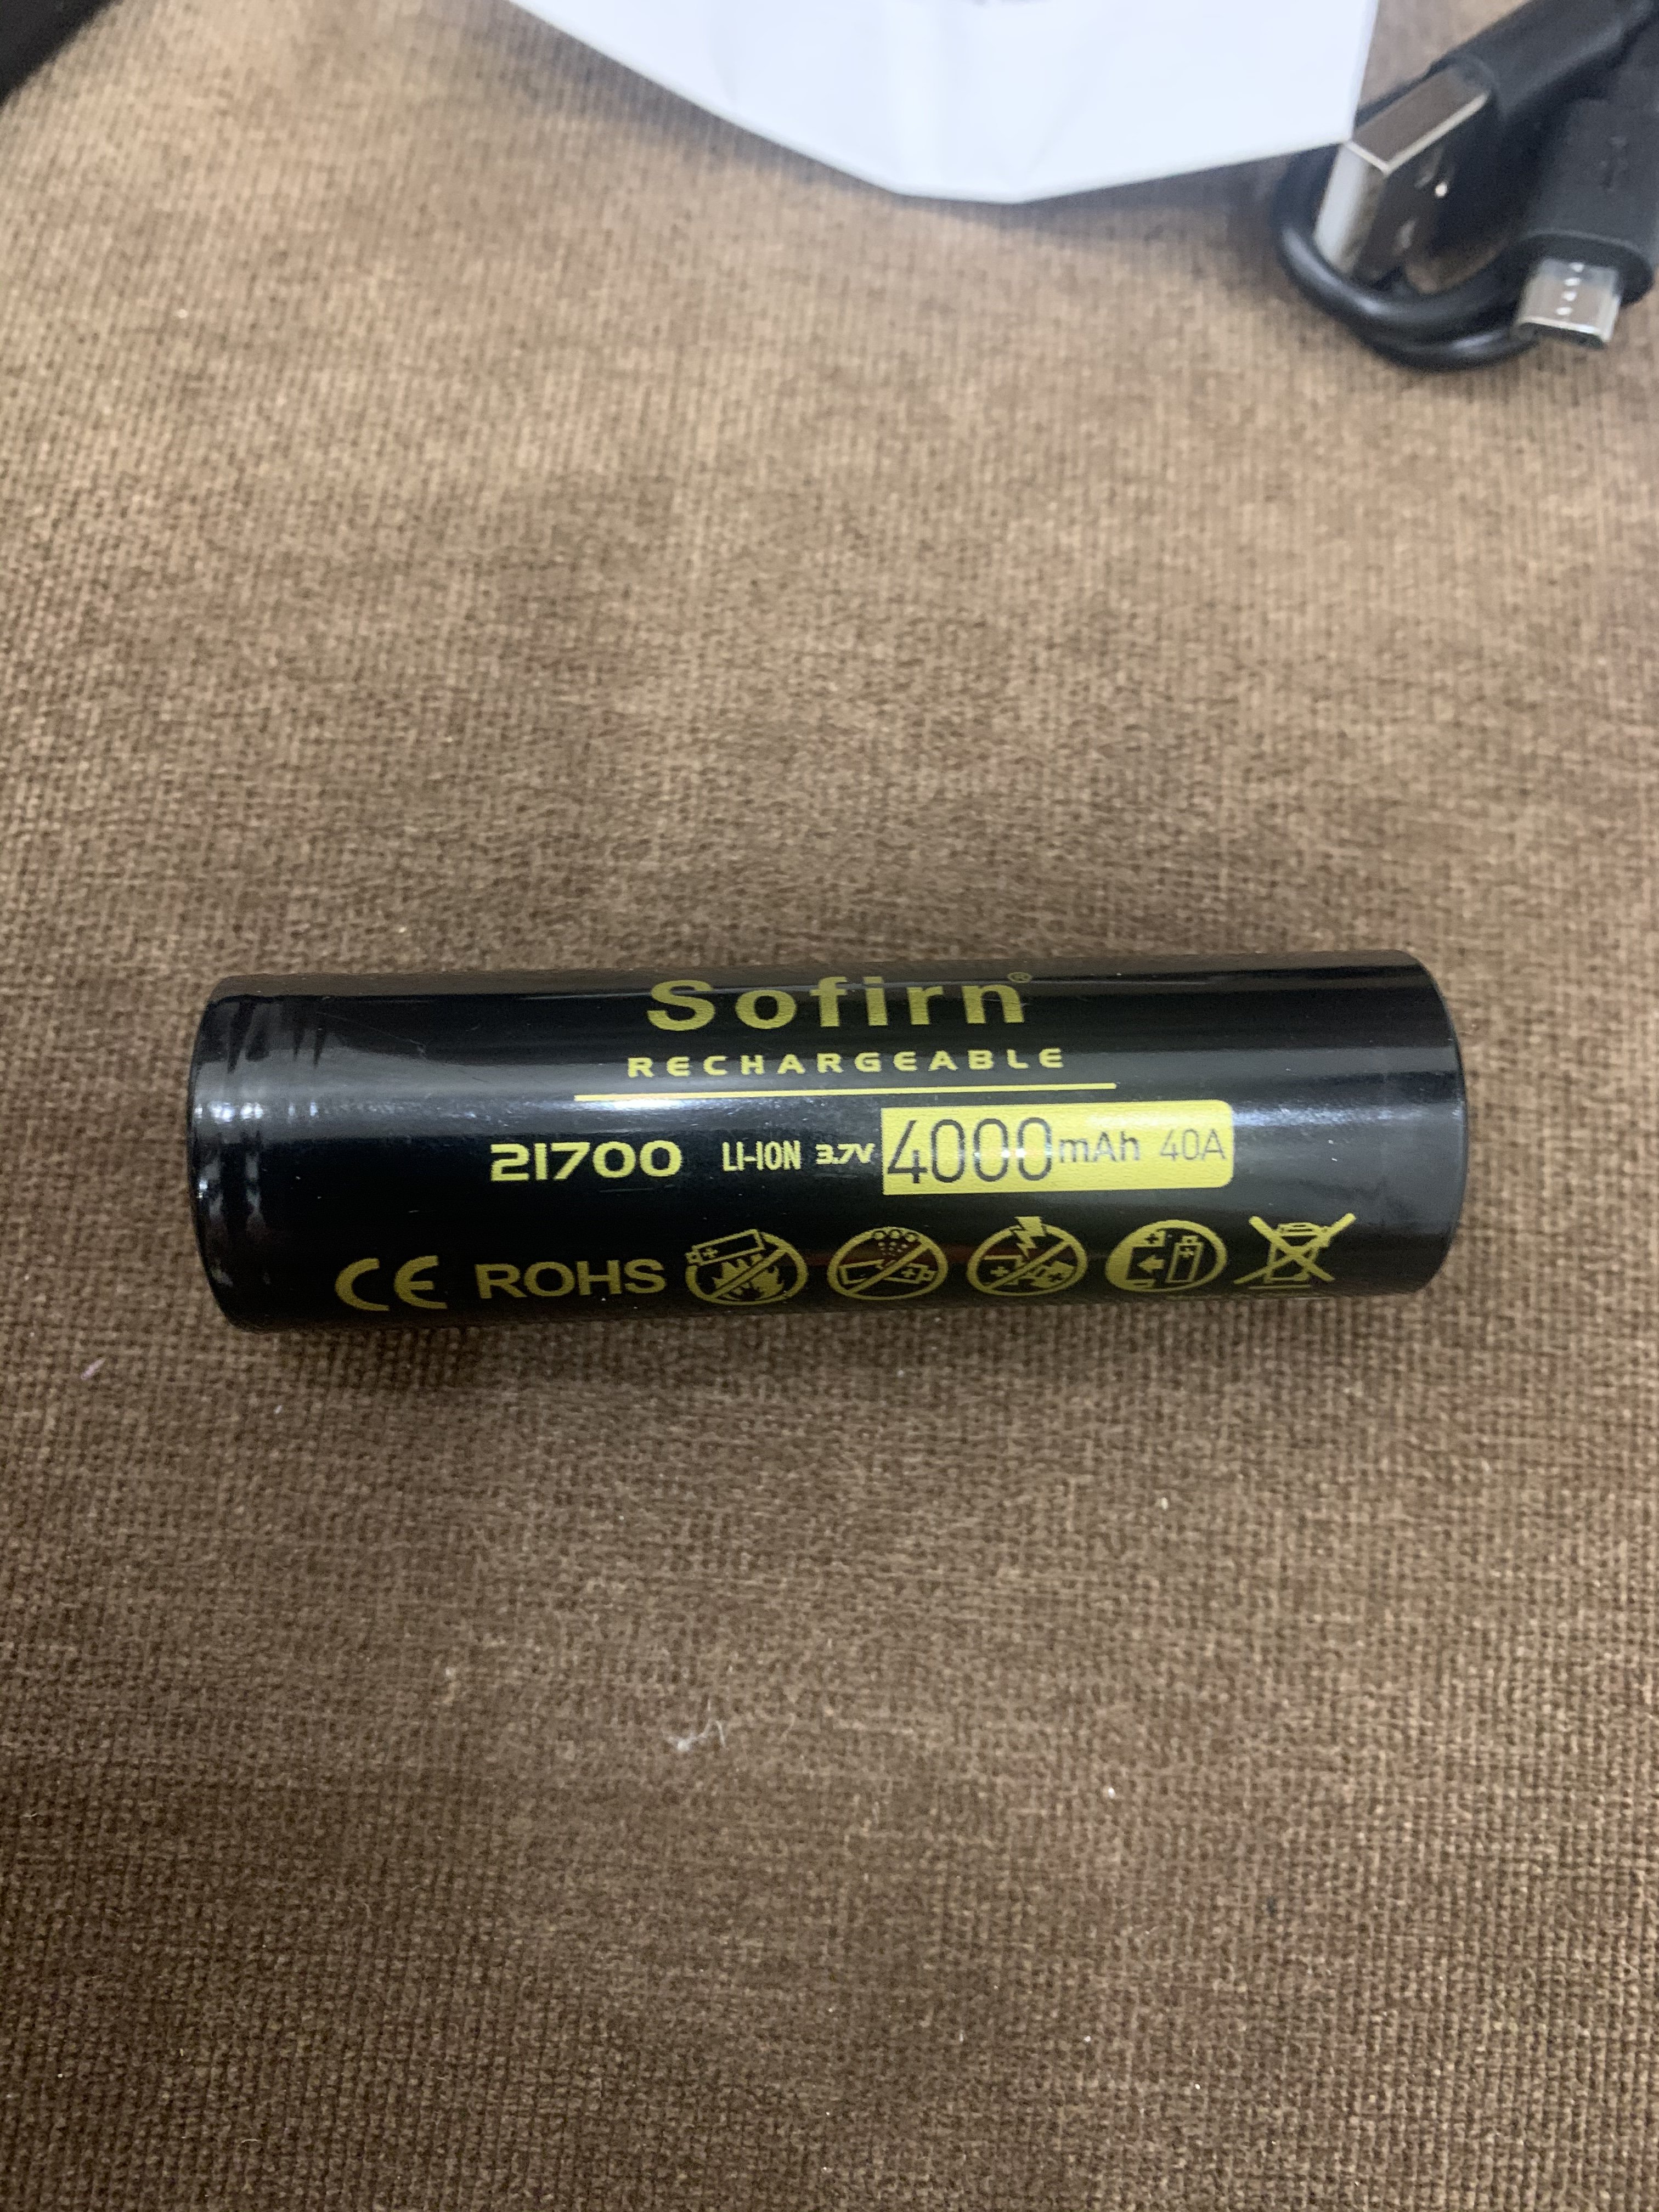 Sofirn®
RECHARGEABLE
21700 LI-ION 3.7V 4000mAh 40A
CE ROHS